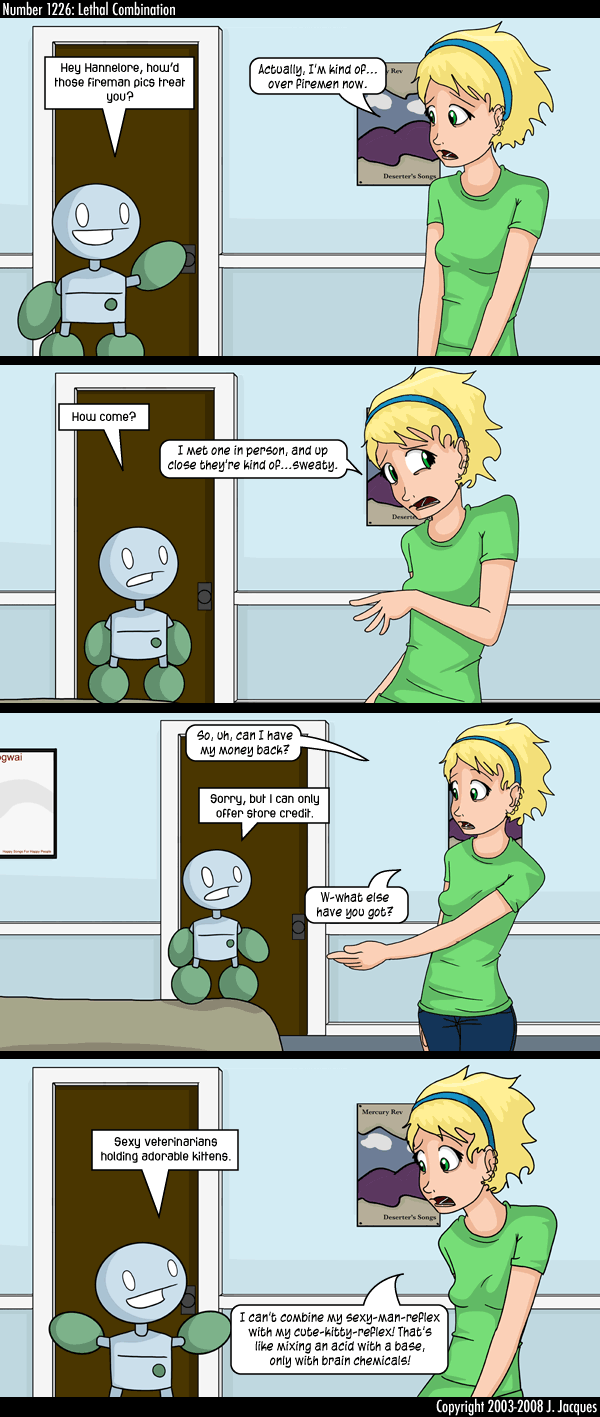 Number 1226: Lethal Combination
Hey Hannelore, how'd
those fireman pics treat
you?
Actually, I'm kind of...
over firemen now.
y Rev
Deserter's Songs
How come?
I met one in person, and up
close they're kind of...sweaty.
Deserte
So, uh, can I have
my money back?
ogwai
Happy Songs For Happy People
Sorry, but I can only
offer store credit.
W-what else
have you got?
Sexy veterinarians
holding adorable kittens.
Mercury Rev
Deserter's Songs
I can't combine my sexy-man-reflex
with my cute-kitty-reflex! That's
like mixing an acid with a base,
only with brain chemicals!
Copyright 2003-2008 J. Jacques